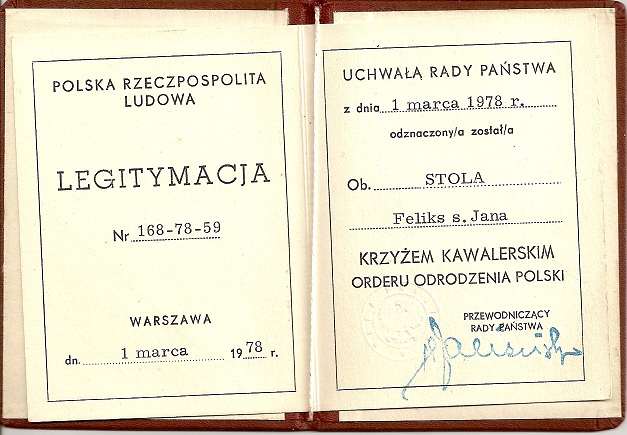 POLSKA RZECZPOSPOLITA
LUDOWA
LEGITYMACJA
Nr 168-78-59
WARSZAWA
dn. 1 marca 1978 r.
UCHWAŁĄ RADY PAŃSTWA
z dnia 1 marca 1978 r.
odznaczony/a został/a
Ob. STOLA
Feliks s. Jana
KRZYŻEM KAWALERSKIM
ORDERU ODRODZENIA POLSKI
PRZEWODNICZĄCY
RADY PAŃSTWA